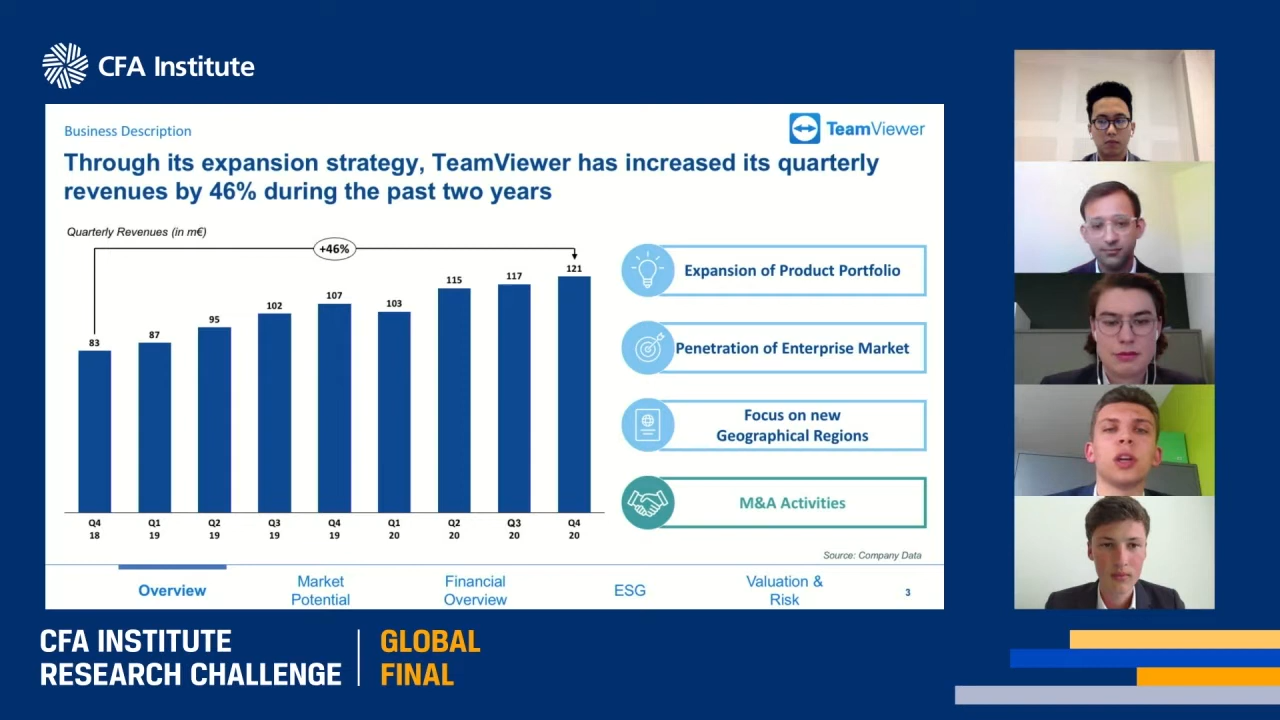 CFA Institute
Business Description
TeamViewer
Through its expansion strategy, TeamViewer has increased its quarterly
revenues by 46% during the past two years
Quarterly Revenues (in m€)
+46%
83
87
95
102
107
103
115
117
121
Q4
18
Q1
19
Q2
19
Q3
19
Q4
19
Q1
20
Q2
20
Q3
20
Q4
20
Expansion of Product Portfolio
Penetration of Enterprise Market
Focus on new
Geographical Regions
M&A Activities
Source: Company Data
Overview
Market
Potential
Financial
Overview
ESG
Valuation &
Risk
3
CFA INSTITUTE
RESEARCH CHALLENGE
GLOBAL
FINAL